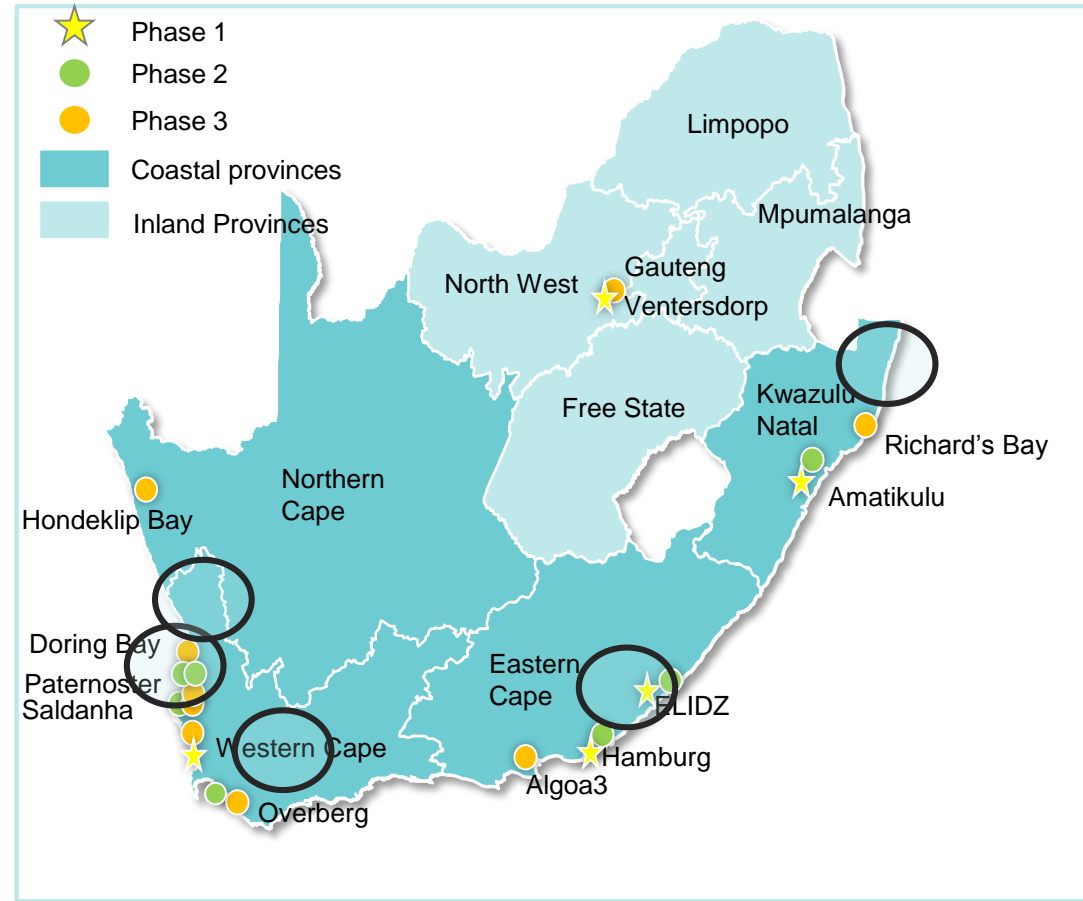 Phase 1
Phase 2
Phase 3
Coastal provinces
Inland Provinces
Limpopo
Mpumalanga
North West
Gauteng
Ventersdorp
Free State
Kwazulu
Natal
Richard's Bay
Amatikulu
Northern
Cape
Hondeklip Bay
Doring Bay
Paternoster
Saldanha
Eastern
Cape
ELIDZ
Western Cape
Hamburg
Algoa3
Overberg